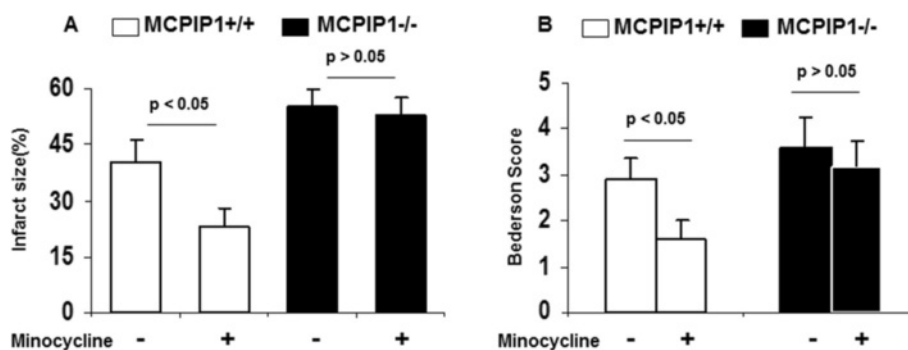 A MCPIP1+/+ MCPIP1-/-
p > 0.05
p < 0.05
Infarct size(%)
60
45
30
15
0
Minocycline - + - +
B MCPIP1+/+ MCPIP1-/-
p > 0.05
p < 0.05
Bederson Score
5
4
3
2
1
0
Minocycline - + - +